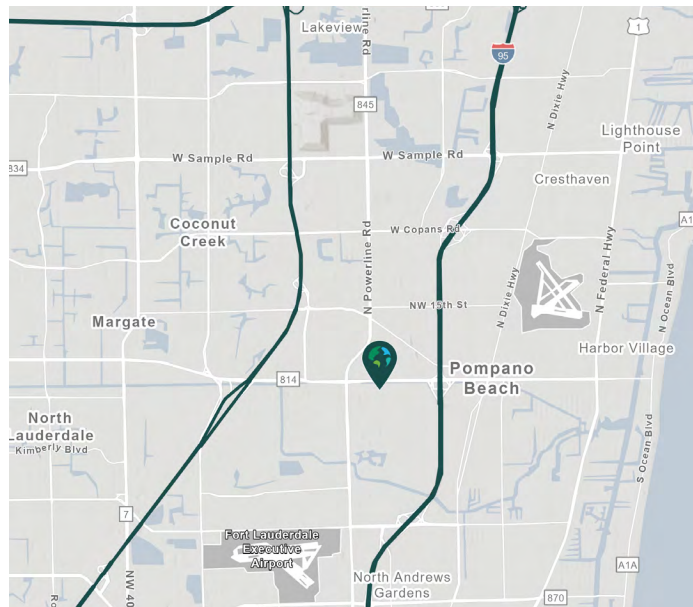 Lakeview
rline Rd
1
95
N Dixie Hwy
845
Lighthouse
Point
834
W Sample Rd
W Sample Rd
Cresthaven
Coconut
Creek
W Copans Rd
A1
N Powerline Rd
N Federal Hwy
N Ocean Blvd
NW 15th St
N Dixie Hwy
Margate
Harbor Village
Pompano
Beach
814
North
Lauderdale
Kimberly Blvd
S Ocean Blvd
7
Fort Lauderdale
Executive
Airport
A1A
North Andrews
Gardens
NW 40
870